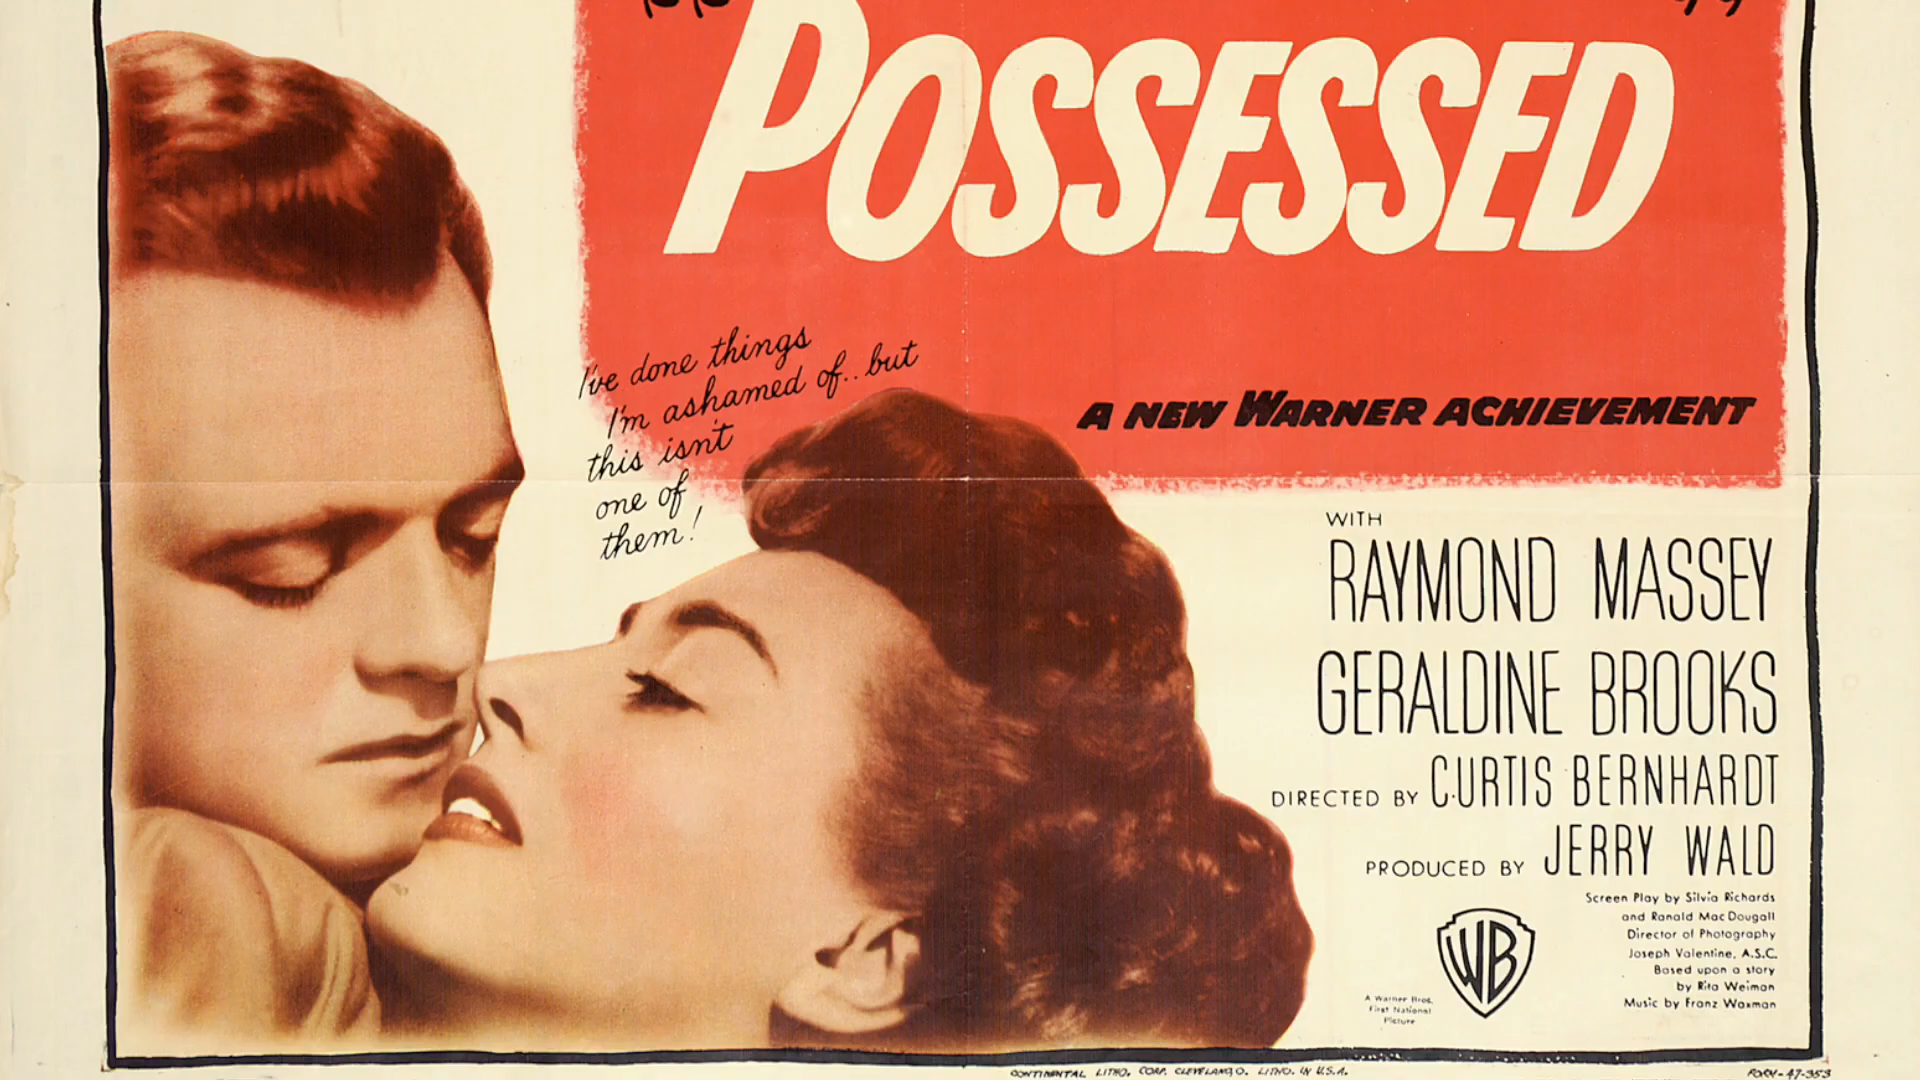 “POSSESSED”
I've done things
I'm ashamed of.. but
this isn't
one of
them!
A NEW WARNER ACHIEVEMENT
WITH
RAYMOND MASSEY
GERALDINE BROOKS
DIRECTED BY CURTIS BERNHARDT
PRODUCED BY JERRY WALD
Screen Play by Silvia Richards
and Ranald MacDougall
Director of Photography
Joseph Valentine, A.S.C.
Based upon a story
by Rita Weiman
Music by Franz Waxman
WB
A Warner Bros.
First National
Picture
CONTINENTAL LITHO. CORP. CLEVELAND, O. LITHO. IN U.S.A.
FORM-47-353